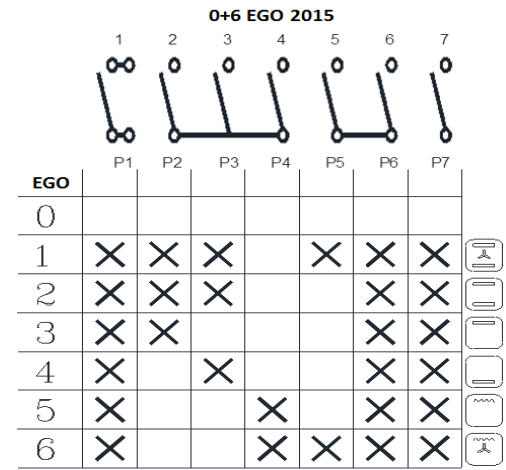 0+6 EGO 2015
1 2 3 4 5 6 7
P1 P2 P3 P4 P5 P6 P7
EGO
0
1 X X X X X X
2 X X X X X
3 X X X X
4 X X X X
5 X X X X
6 X X X X X